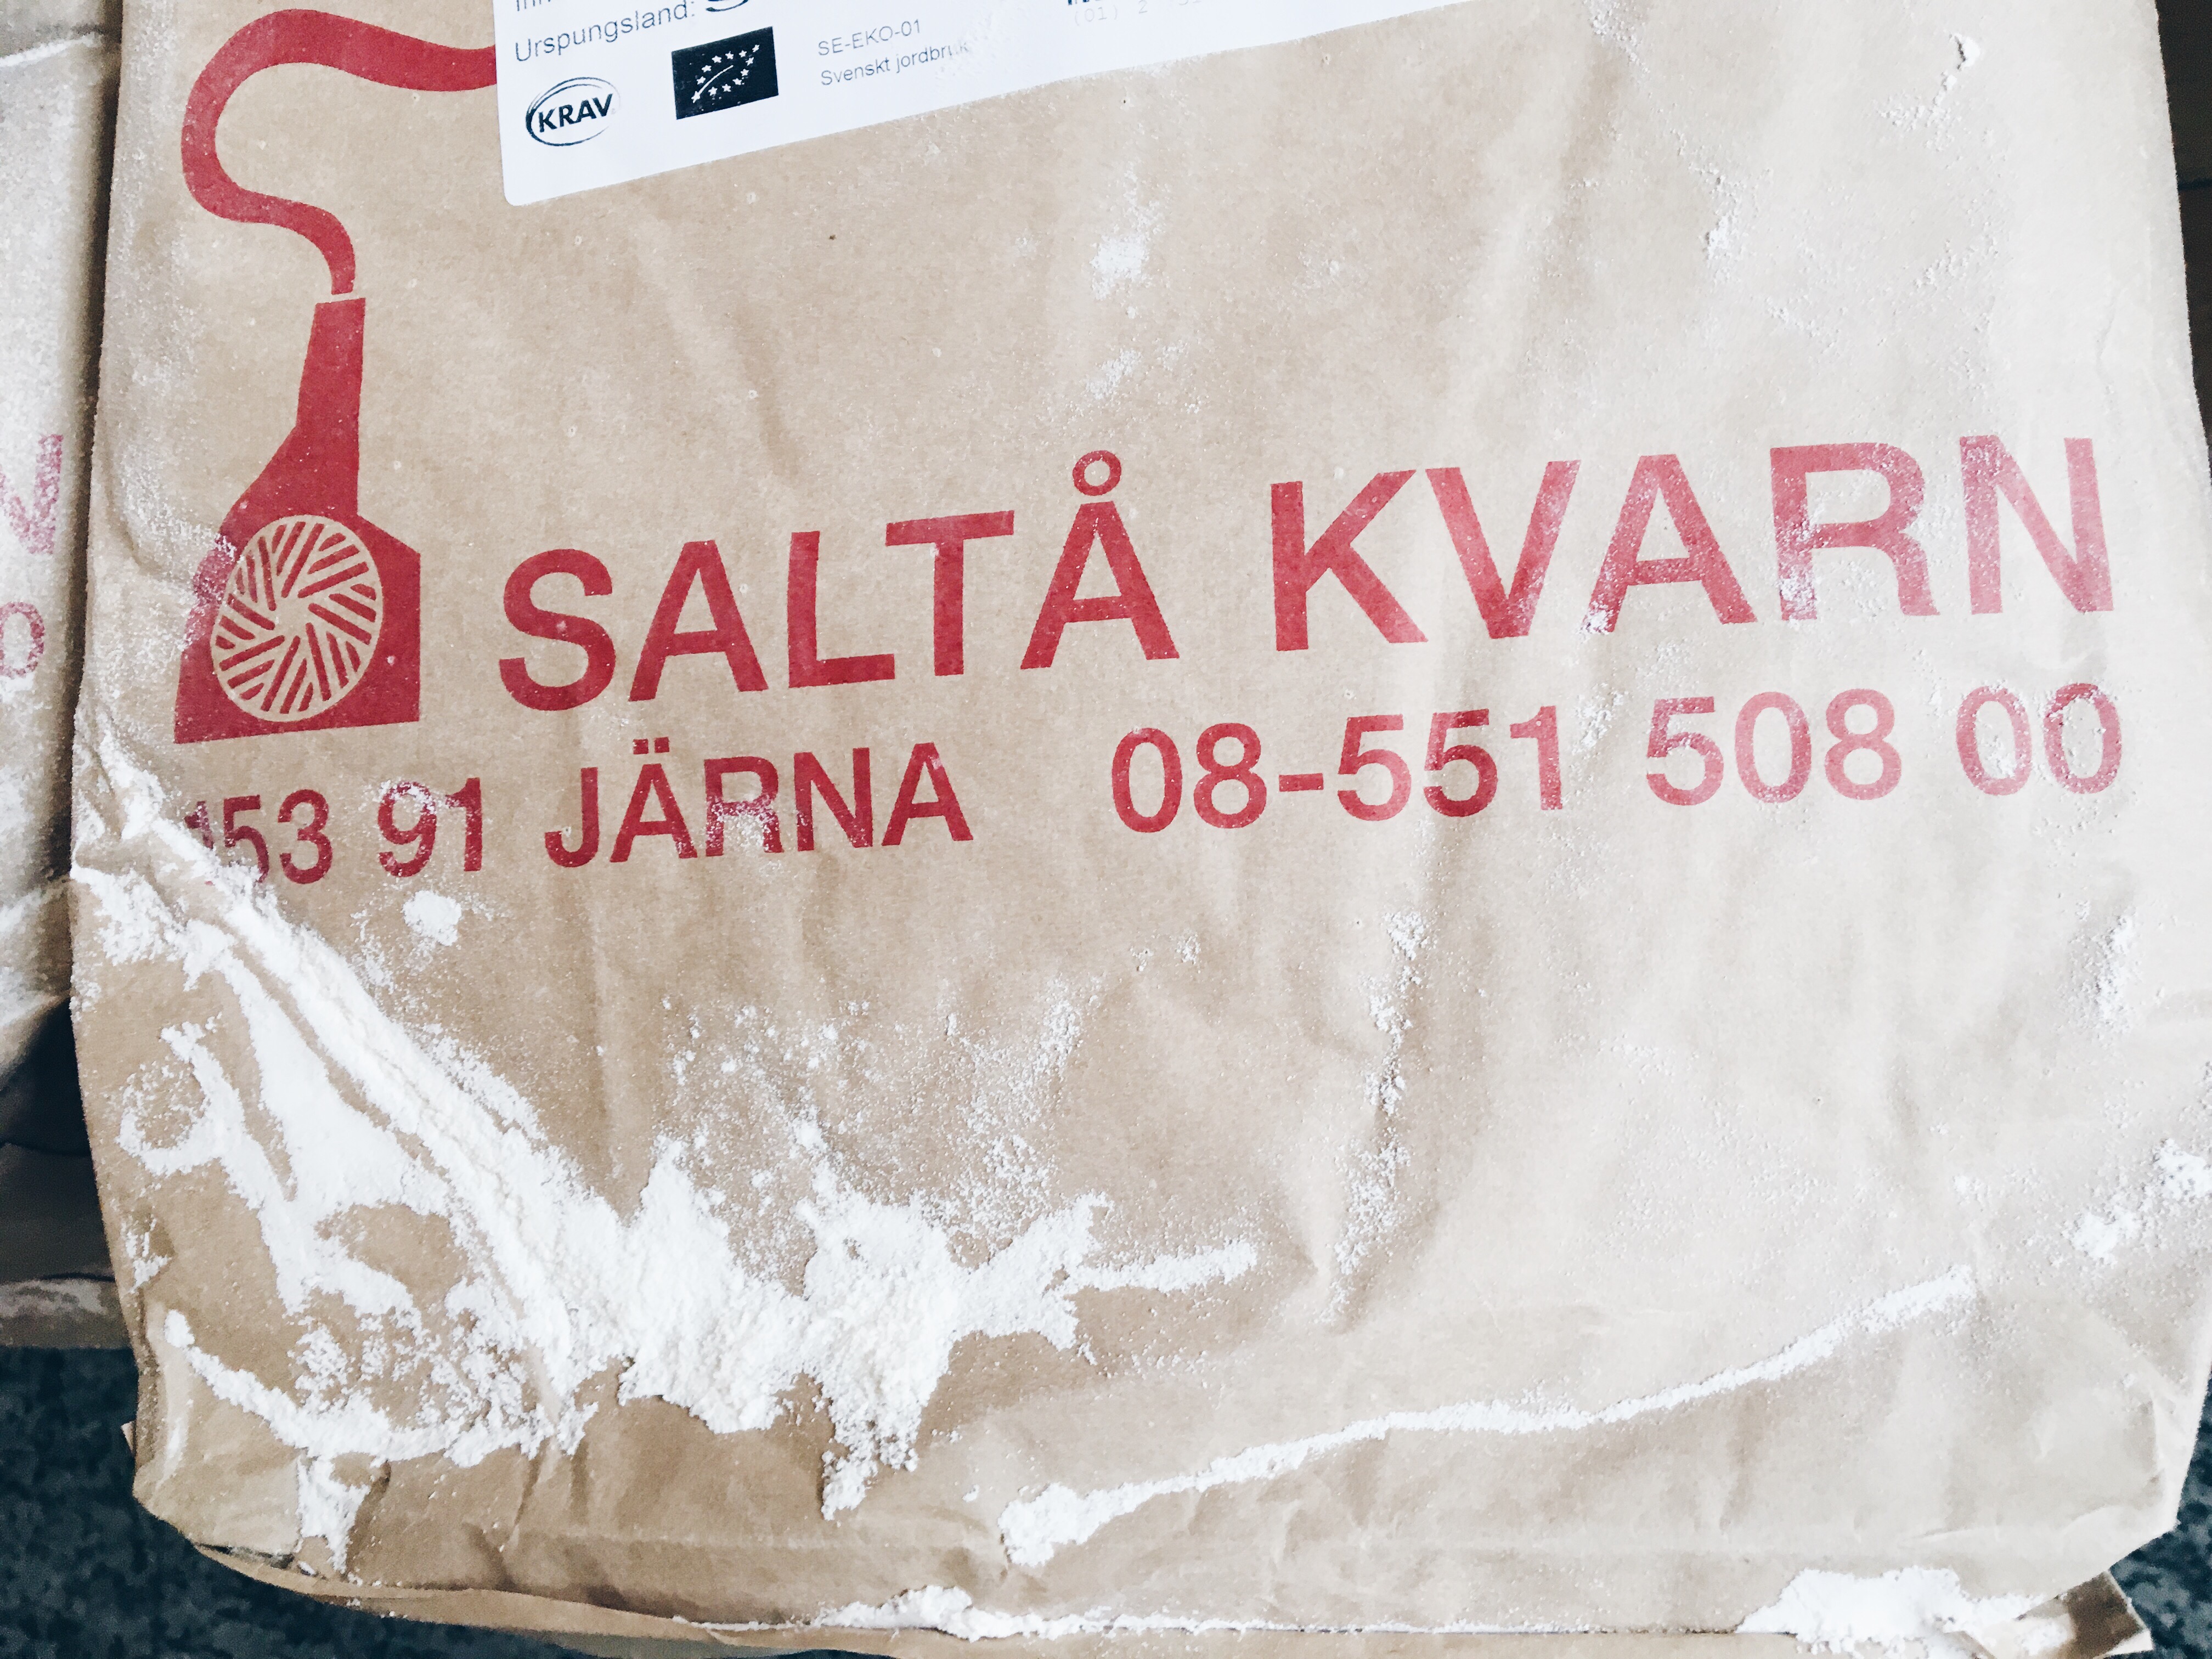 Urspungsland:
KRAV
SE-EKO-01
Svenskt jordbruk
SALTÅ KVARN
153 91 JÄRNA 08-551 508 00